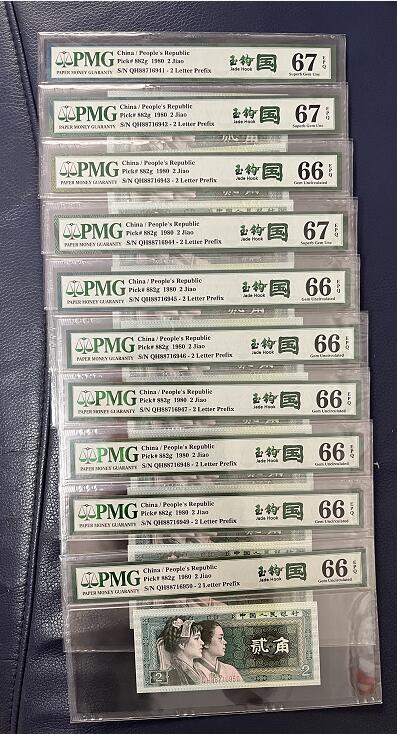 PMG
PAPER MONEY GUARANTY
China / People's Republic
Pick# 882g 1980 2 Jiao
S/N QH88716941 - 2 Letter Prefix
玉钩国
Jade Hook
67 EPQ
Superb Gem Unc
PMG
PAPER MONEY GUARANTY
China / People's Republic
Pick# 882g 1980 2 Jiao
S/N QH88716942 - 2 Letter Prefix
玉钩国
Jade Hook
67 EPQ
Superb Gem Unc
PMG
PAPER MONEY GUARANTY
China / People's Republic
Pick# 882g 1980 2 Jiao
S/N QH88716943 - 2 Letter Prefix
玉钩国
Jade Hook
66 EPQ
Gem Uncirculated
PMG
PAPER MONEY GUARANTY
China / People's Republic
Pick# 882g 1980 2 Jiao
S/N QH88716944 - 2 Letter Prefix
玉钩国
Jade Hook
67 EPQ
Superb Gem Unc
PMG
PAPER MONEY GUARANTY
China / People's Republic
Pick# 882g 1980 2 Jiao
S/N QH88716945 - 2 Letter Prefix
玉钩国
Jade Hook
66 EPQ
Gem Uncirculated
PMG
PAPER MONEY GUARANTY
China / People's Republic
Pick# 882g 1980 2 Jiao
S/N QH88716946 - 2 Letter Prefix
玉钩国
Jade Hook
66 EPQ
Gem Uncirculated
PMG
PAPER MONEY GUARANTY
China / People's Republic
Pick# 882g 1980 2 Jiao
S/N QH88716947 - 2 Letter Prefix
玉钩国
Jade Hook
66 EPQ
Gem Uncirculated
PMG
PAPER MONEY GUARANTY
China / People's Republic
Pick# 882g 1980 2 Jiao
S/N QH88716948 - 2 Letter Prefix
玉钩国
Jade Hook
66 EPQ
Gem Uncirculated
PMG
PAPER MONEY GUARANTY
China / People's Republic
Pick# 882g 1980 2 Jiao
S/N QH88716949 - 2 Letter Prefix
玉钩国
Jade Hook
66 EPQ
Gem Uncirculated
PMG
PAPER MONEY GUARANTY
China / People's Republic
Pick# 882g 1980 2 Jiao
S/N QH88716950 - 2 Letter Prefix
玉钩国
Jade Hook
66 EPQ
Gem Uncirculated
中国人民银行
贰角
2
2